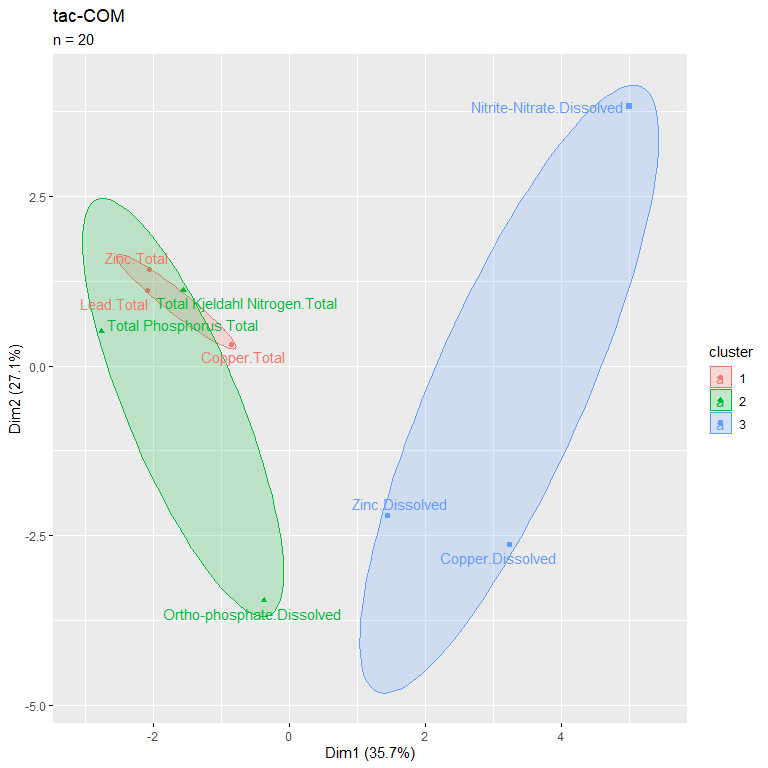 tac-COM
n = 20
Nitrite-Nitrate.Dissolved
2.5
Zinc.Total
Lead.Total
Total Kjeldahl Nitrogen.Total
Total Phosphorus.Total
Copper.Total
0.0
Dim2 (27.1%)
cluster
a 1
a 2
a 3
Zinc.Dissolved
-2.5
Copper.Dissolved
Ortho-phosphate.Dissolved
-5.0
-2 0 2 4
Dim1 (35.7%)